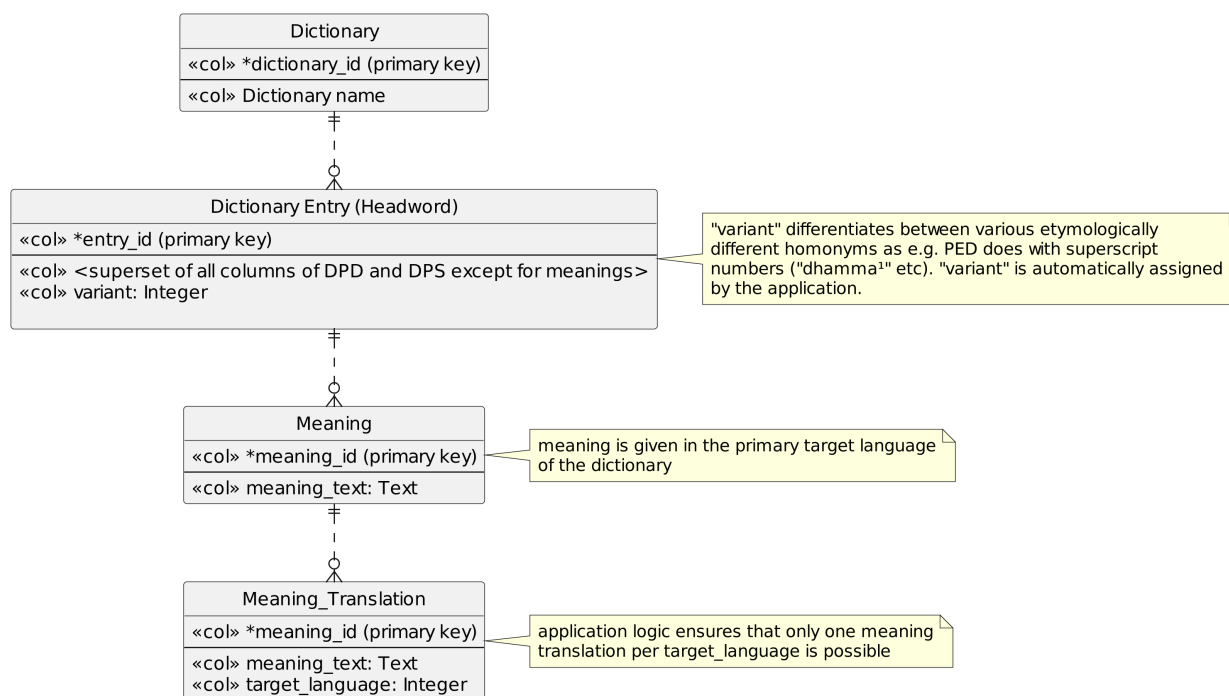 Dictionary
«col» *dictionary_id (primary key)
«col» Dictionary name
Dictionary Entry (Headword)
«col» *entry_id (primary key)
«col» <superset of all columns of DPD and DPS except for meanings>
«col» variant: Integer
"variant" differentiates between various etymologically
different homonyms as e.g. PED does with superscript
numbers ("dhamma¹" etc). "variant" is automatically assigned
by the application.
Meaning
«col» *meaning_id (primary key)
«col» meaning_text: Text
meaning is given in the primary target language
of the dictionary
Meaning_Translation
«col» *meaning_id (primary key)
«col» meaning_text: Text
«col» target_language: Integer
application logic ensures that only one meaning
translation per target_language is possible